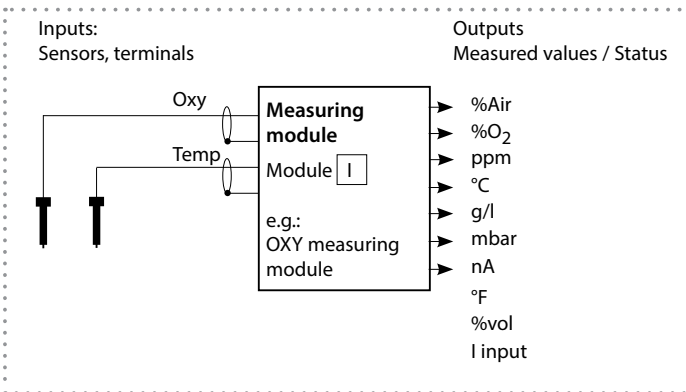 Inputs:
Sensors, terminals
Outputs
Measured values / Status
Oxy
Temp
Measuring
module
Module I
e.g.:
OXY measuring
module
%Air
%O2
ppm
°C
g/l
mbar
nA
°F
%vol
I input